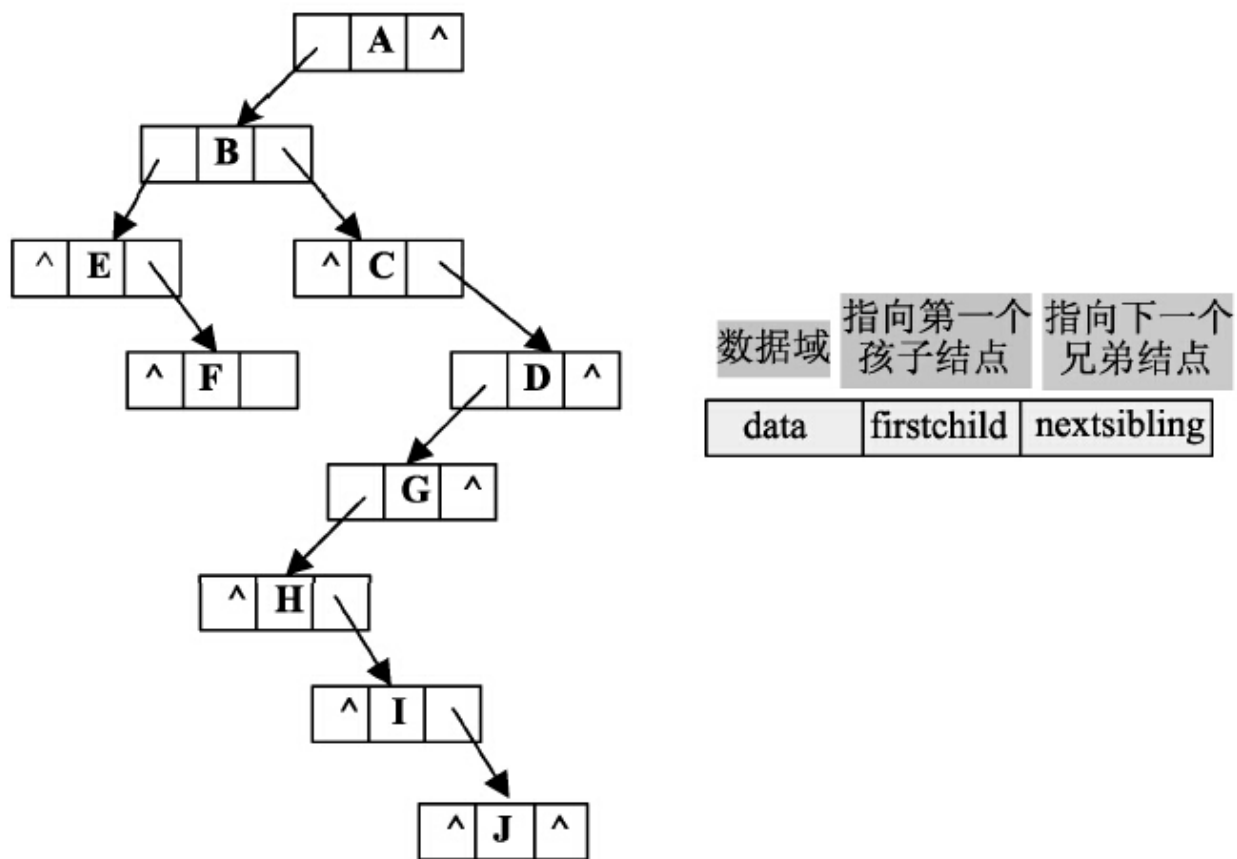 A ^
B
^ E
^ C
^ F
D ^
G ^
^ H
^ I
^ J ^
数据域
指向第一个
孩子结点
指向下一个
兄弟结点
data firstchild nextsibling